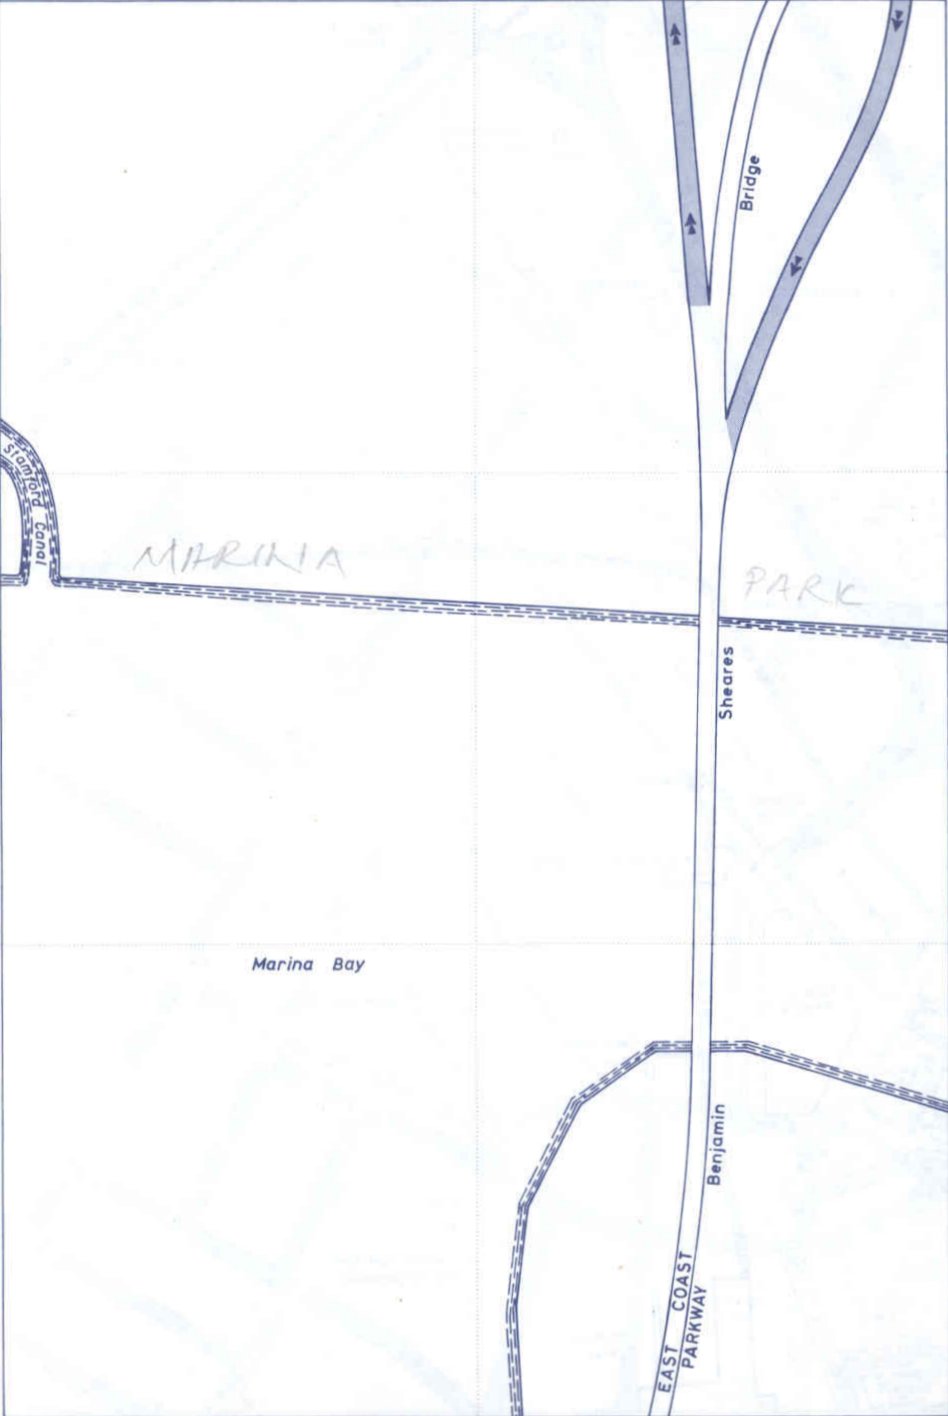 Bridge
Stamford Canal
MARINA
PARK
Sheares
Marina Bay
Benjamin
EAST COAST
PARKWAY